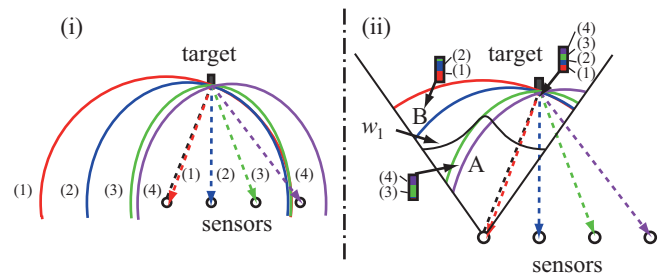 (i)
target
(1) (2) (3) (4) (1) (2) (3) (4)
sensors
(ii)
target
(2)
(1)
(4)
(3)
(2)
(1)
B
w1
A
(4)
(3)
sensors